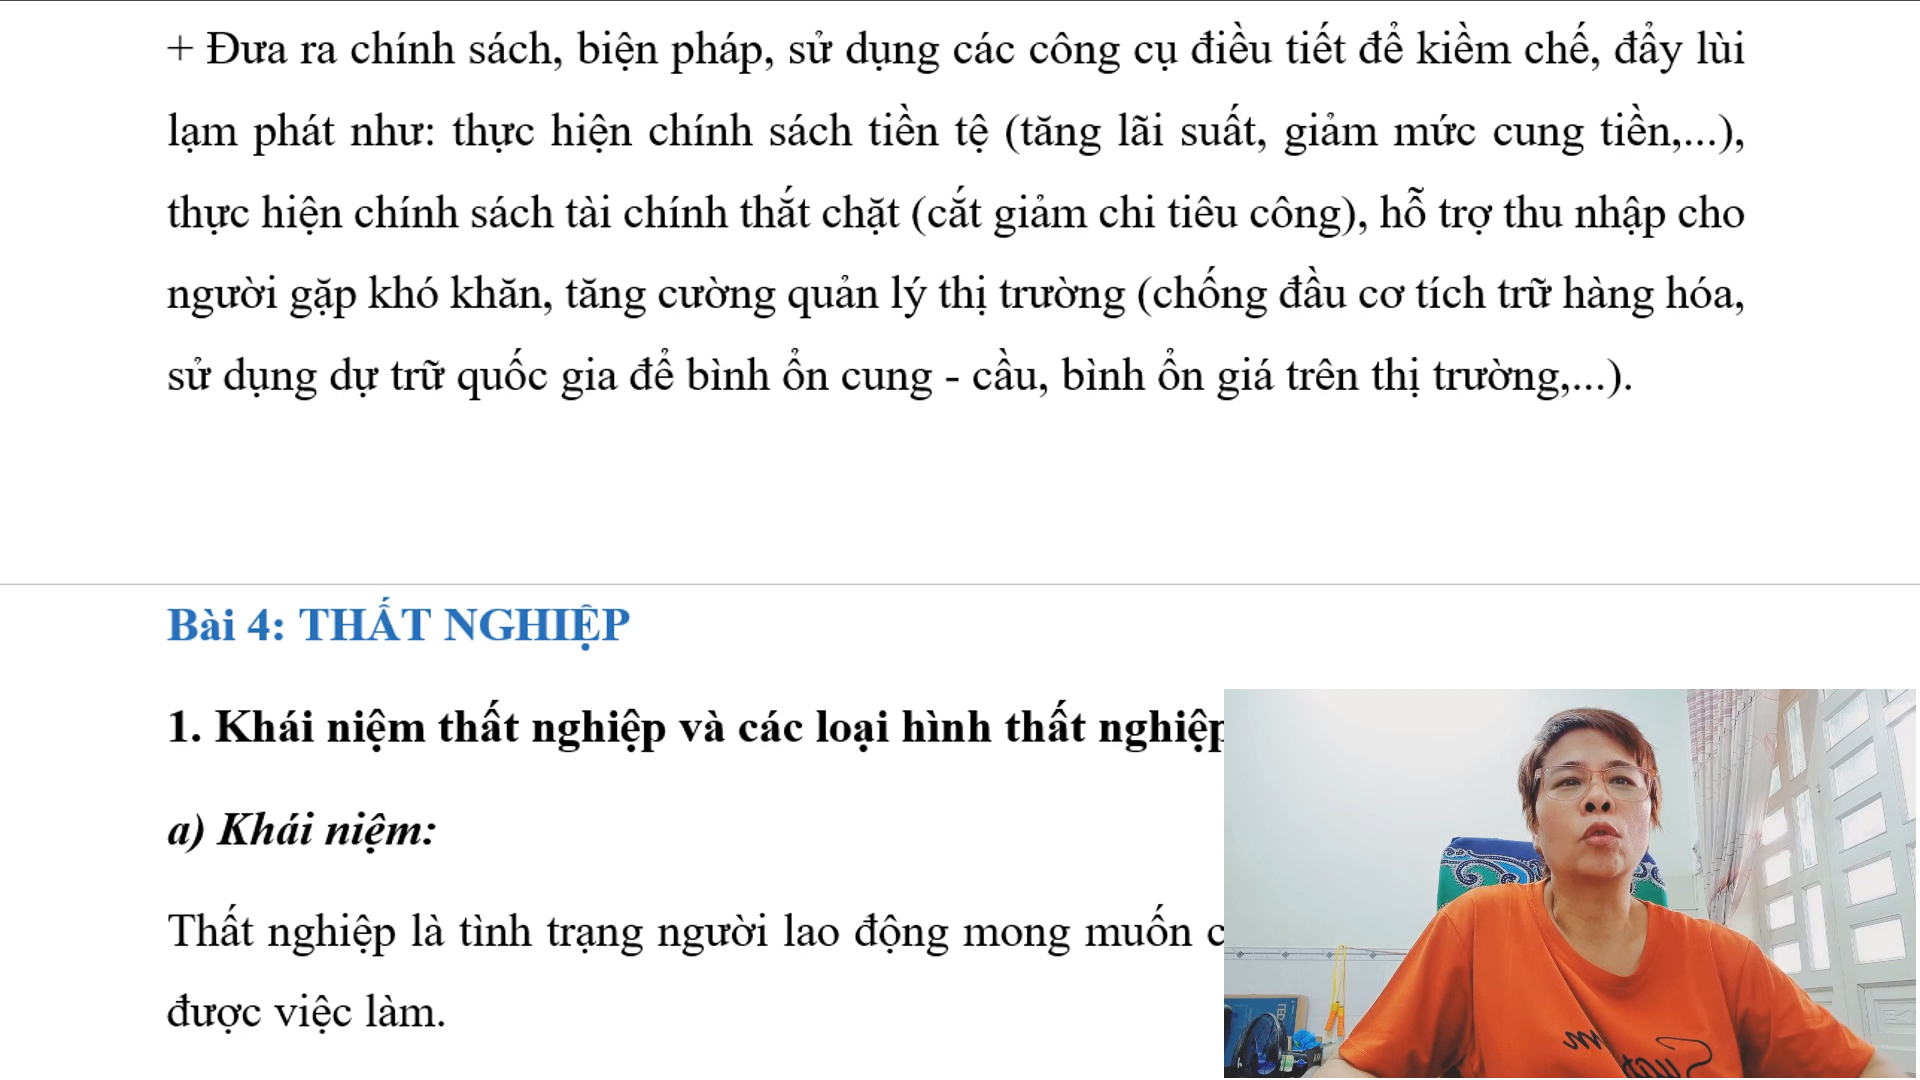 + Đưa ra chính sách, biện pháp, sử dụng các công cụ điều tiết để kiềm chế, đẩy lùi
lạm phát như: thực hiện chính sách tiền tệ (tăng lãi suất, giảm mức cung tiền,...),
thực hiện chính sách tài chính thắt chặt (cắt giảm chi tiêu công), hỗ trợ thu nhập cho
người gặp khó khăn, tăng cường quản lý thị trường (chống đầu cơ tích trữ hàng hóa,
sử dụng dự trữ quốc gia để bình ổn cung - cầu, bình ổn giá trên thị trường,...).
Bài 4: THẤT NGHIỆP
1. Khái niệm thất nghiệp và các loại hình thất nghiệp
a) Khái niệm:
Thất nghiệp là tình trạng người lao động mong muốn
được việc làm.